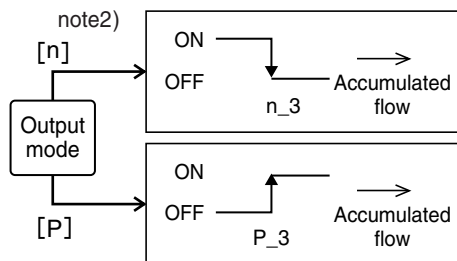 note2)
[n]
ON
OFF
n_3
Accumulated
flow
Output
mode
[P]
ON
OFF
P_3
Accumulated
flow